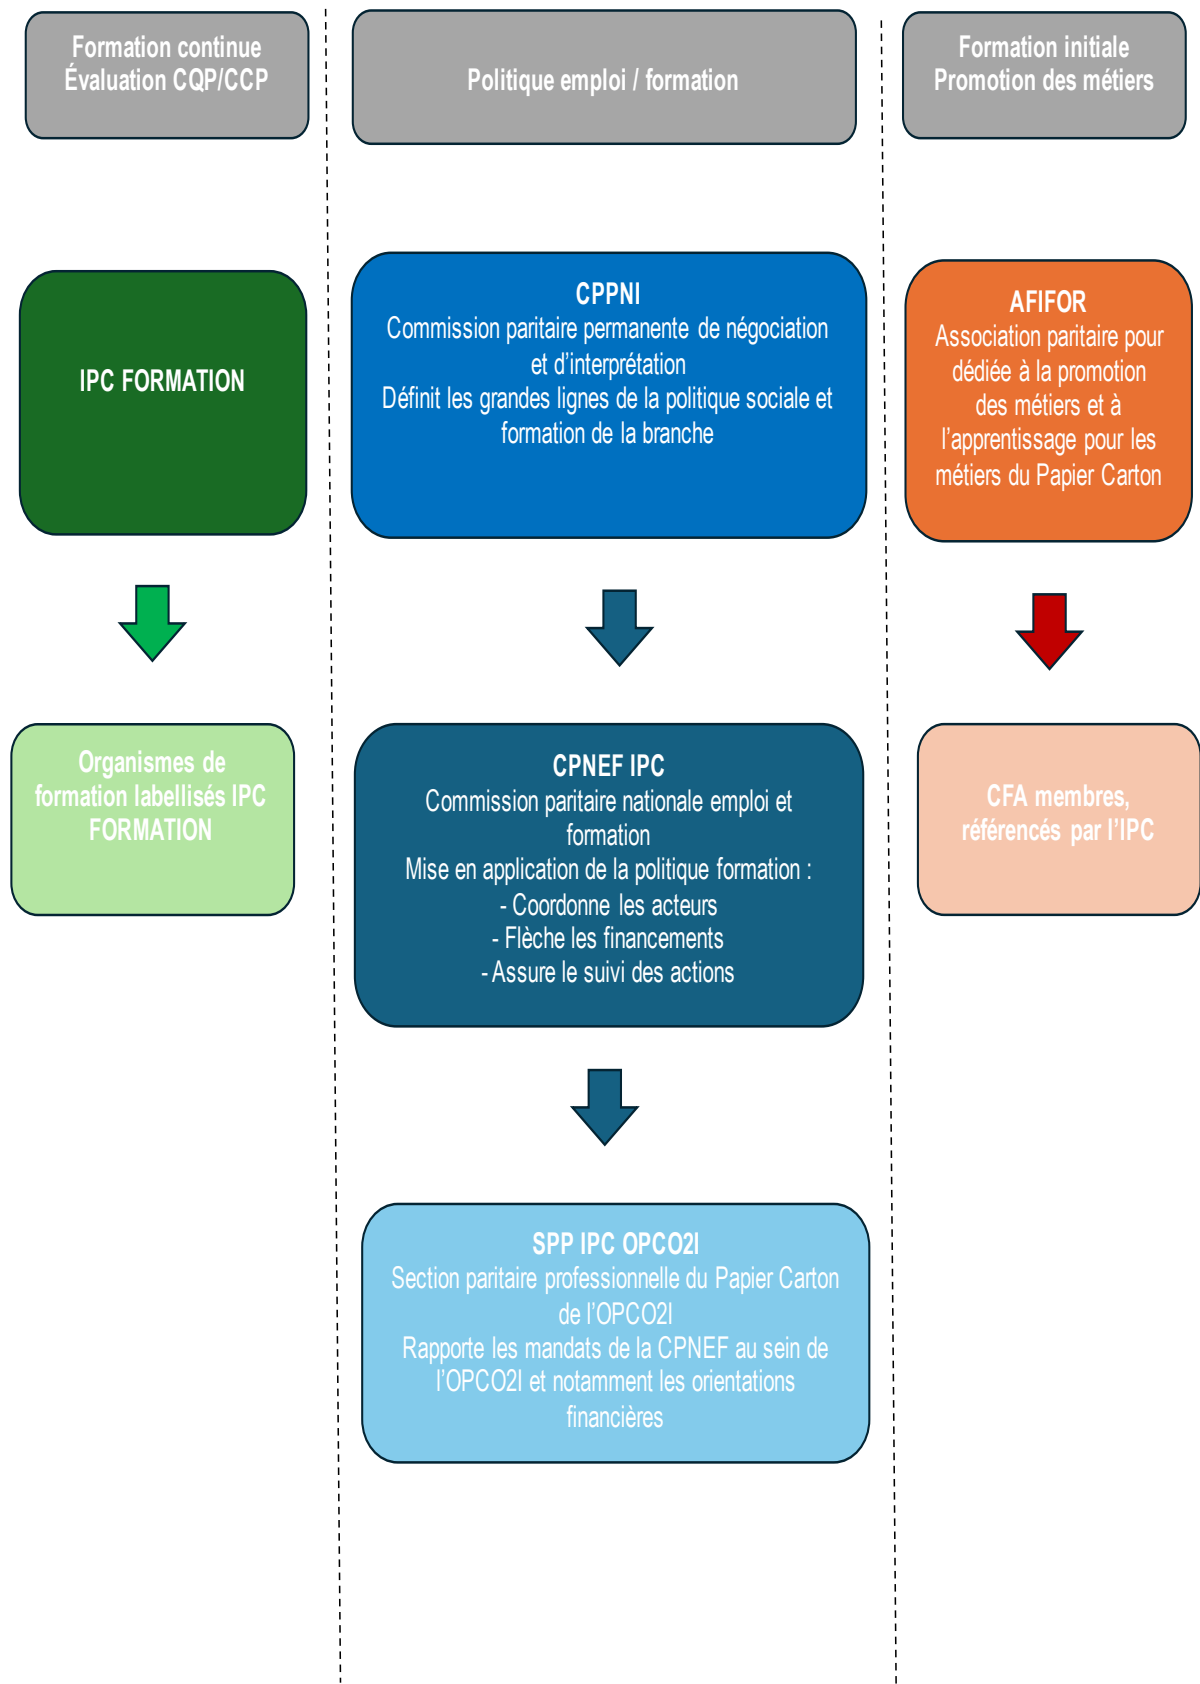 Formation continue
Évaluation CQP/CCP
Politique emploi / formation
Formation initiale
Promotion des métiers
IPC FORMATION
CPPNI
Commission paritaire permanente de négociation
et d’interprétation
Définit les grandes lignes de la politique sociale et
formation de la branche
AFIFOR
Association paritaire pour
dédiée à la promotion
des métiers et à
l’apprentissage pour les
métiers du Papier Carton
Organismes de
formation labellisés IPC
FORMATION
CPNEF IPC
Commission paritaire nationale emploi et
formation
Mise en application de la politique formation :
- Coordonne les acteurs
- Flèche les financements
- Assure le suivi des actions
CFA membres,
référencés par l’IPC
SPP IPC OPCO2I
Section paritaire professionnelle du Papier Carton
de l’OPCO2I
Rapporte les mandats de la CPNEF au sein de
l’OPCO2I et notamment les orientations
financières